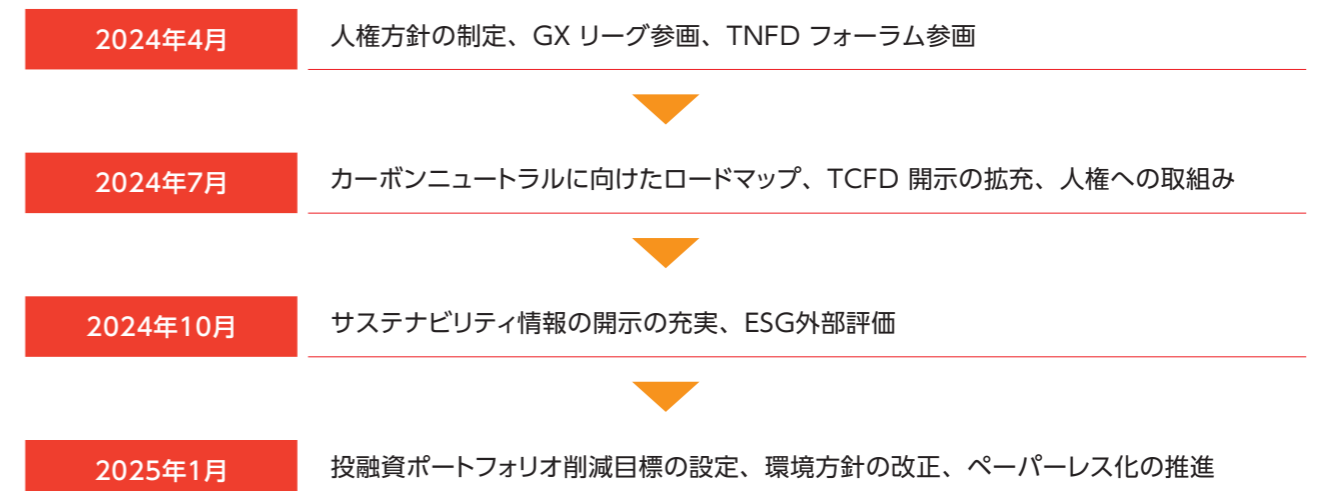 2024年4月
人権方針の制定、GX リーグ参画、TNFD フォーラム参画
2024年7月
カーボンニュートラルに向けたロードマップ、TCFD 開示の拡充、人権への取組み
2024年10月
サステナビリティ情報の開示の充実、ESG外部評価
2025年1月
投融資ポートフォリオ削減目標の設定、環境方針の改正、ペーパーレス化の推進